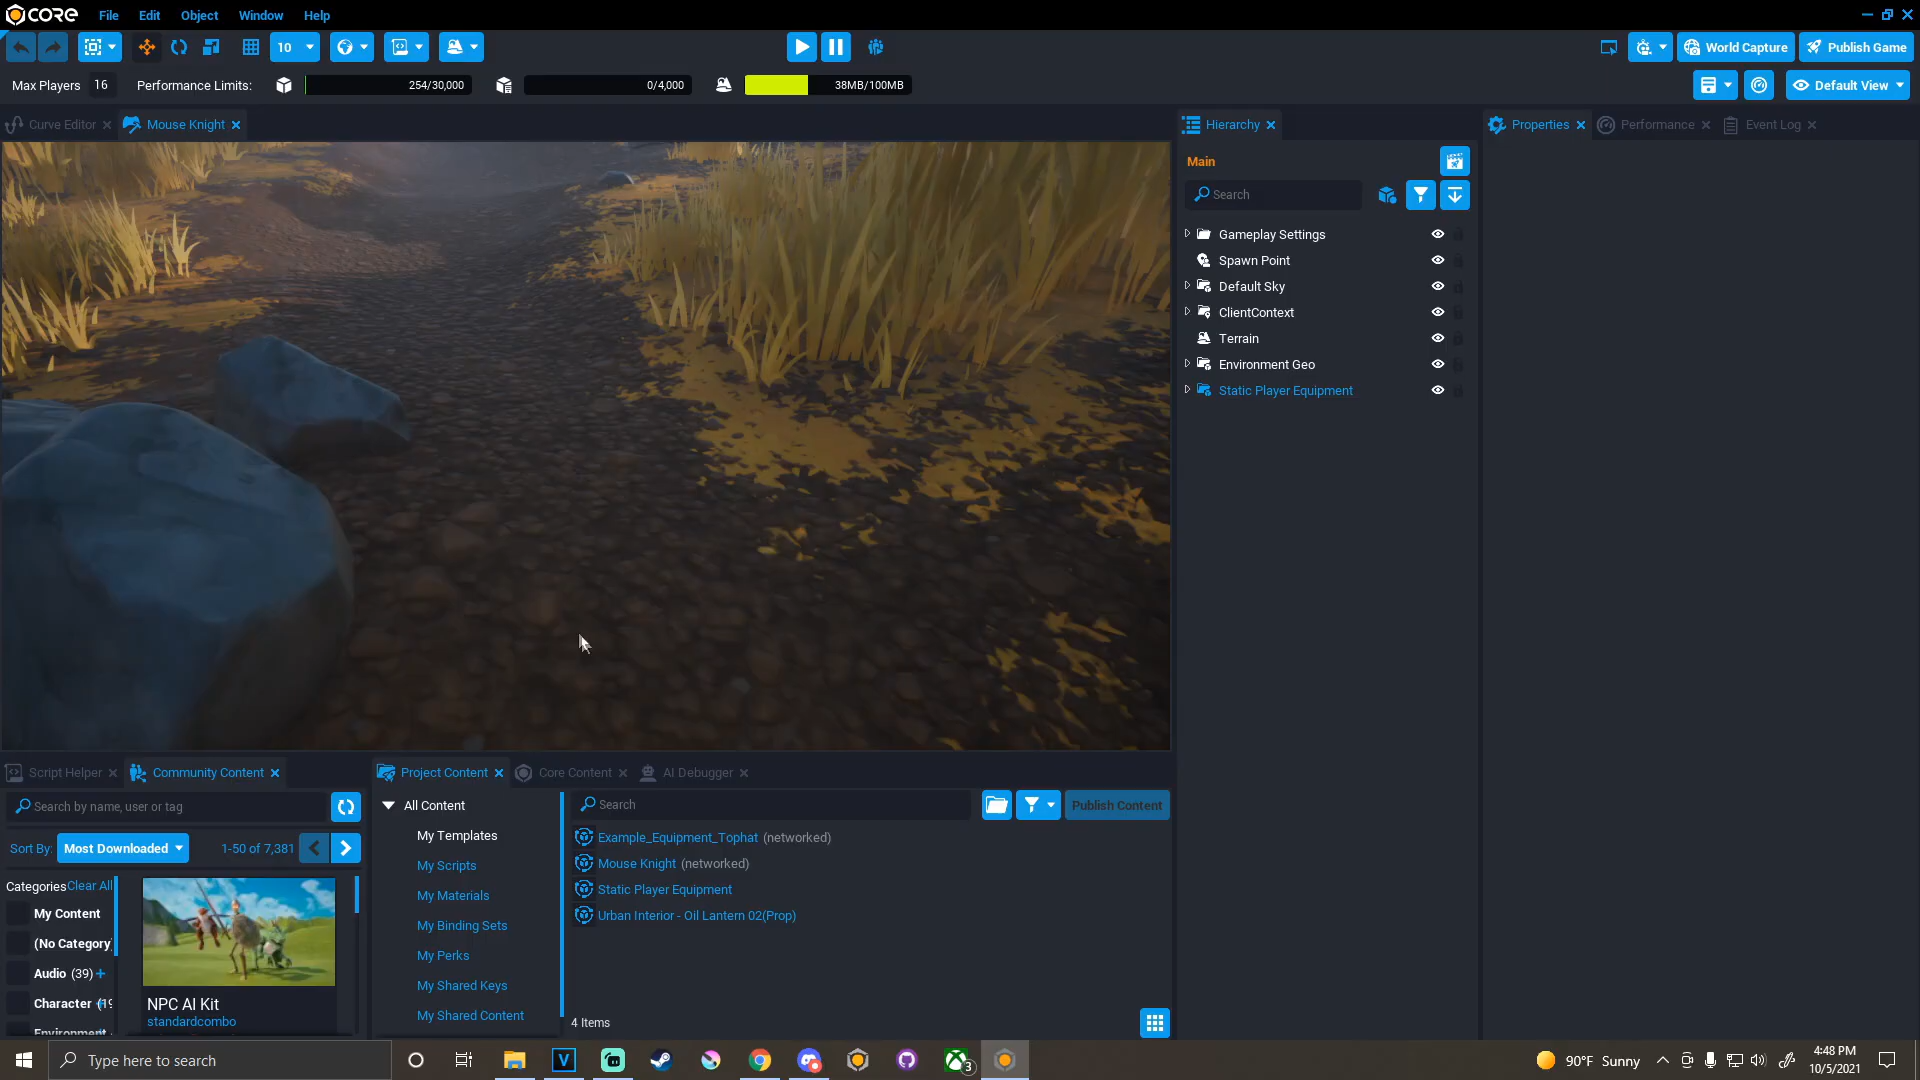 CORE
File Edit Object Window Help
10
World Capture
Publish Game
Max Players 16 Performance Limits: 254/30,000 0/4,000 38MB/100MB
Default View
Curve Editor
Mouse Knight
Hierarchy
Properties
Performance
Event Log
Main
Search
Gameplay Settings
Spawn Point
Default Sky
ClientContext
Terrain
Environment Geo
Static Player Equipment
Script Helper
Community Content
Search by name, user or tag
Sort By: Most Downloaded 1-50 of 7,381
Categories Clear All
My Content
(No Category
Audio (39) +
Character
Environment
NPC AI Kit
standardcombo
Project Content
Core Content
AI Debugger
All Content
My Templates
My Scripts
My Materials
My Binding Sets
My Perks
My Shared Keys
My Shared Content
Search
Publish Content
Example_Equipment_Tophat (networked)
Mouse Knight (networked)
Static Player Equipment
Urban Interior - Oil Lantern 02(Prop)
4 Items
Type here to search
V
3
90°F Sunny
4:48 PM
10/5/2021